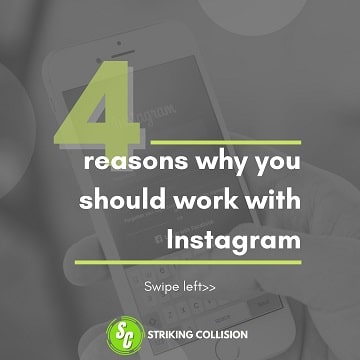 4
reasons why you
should work with
Instagram
Swipe left>>
SC STRIKING COLLISION